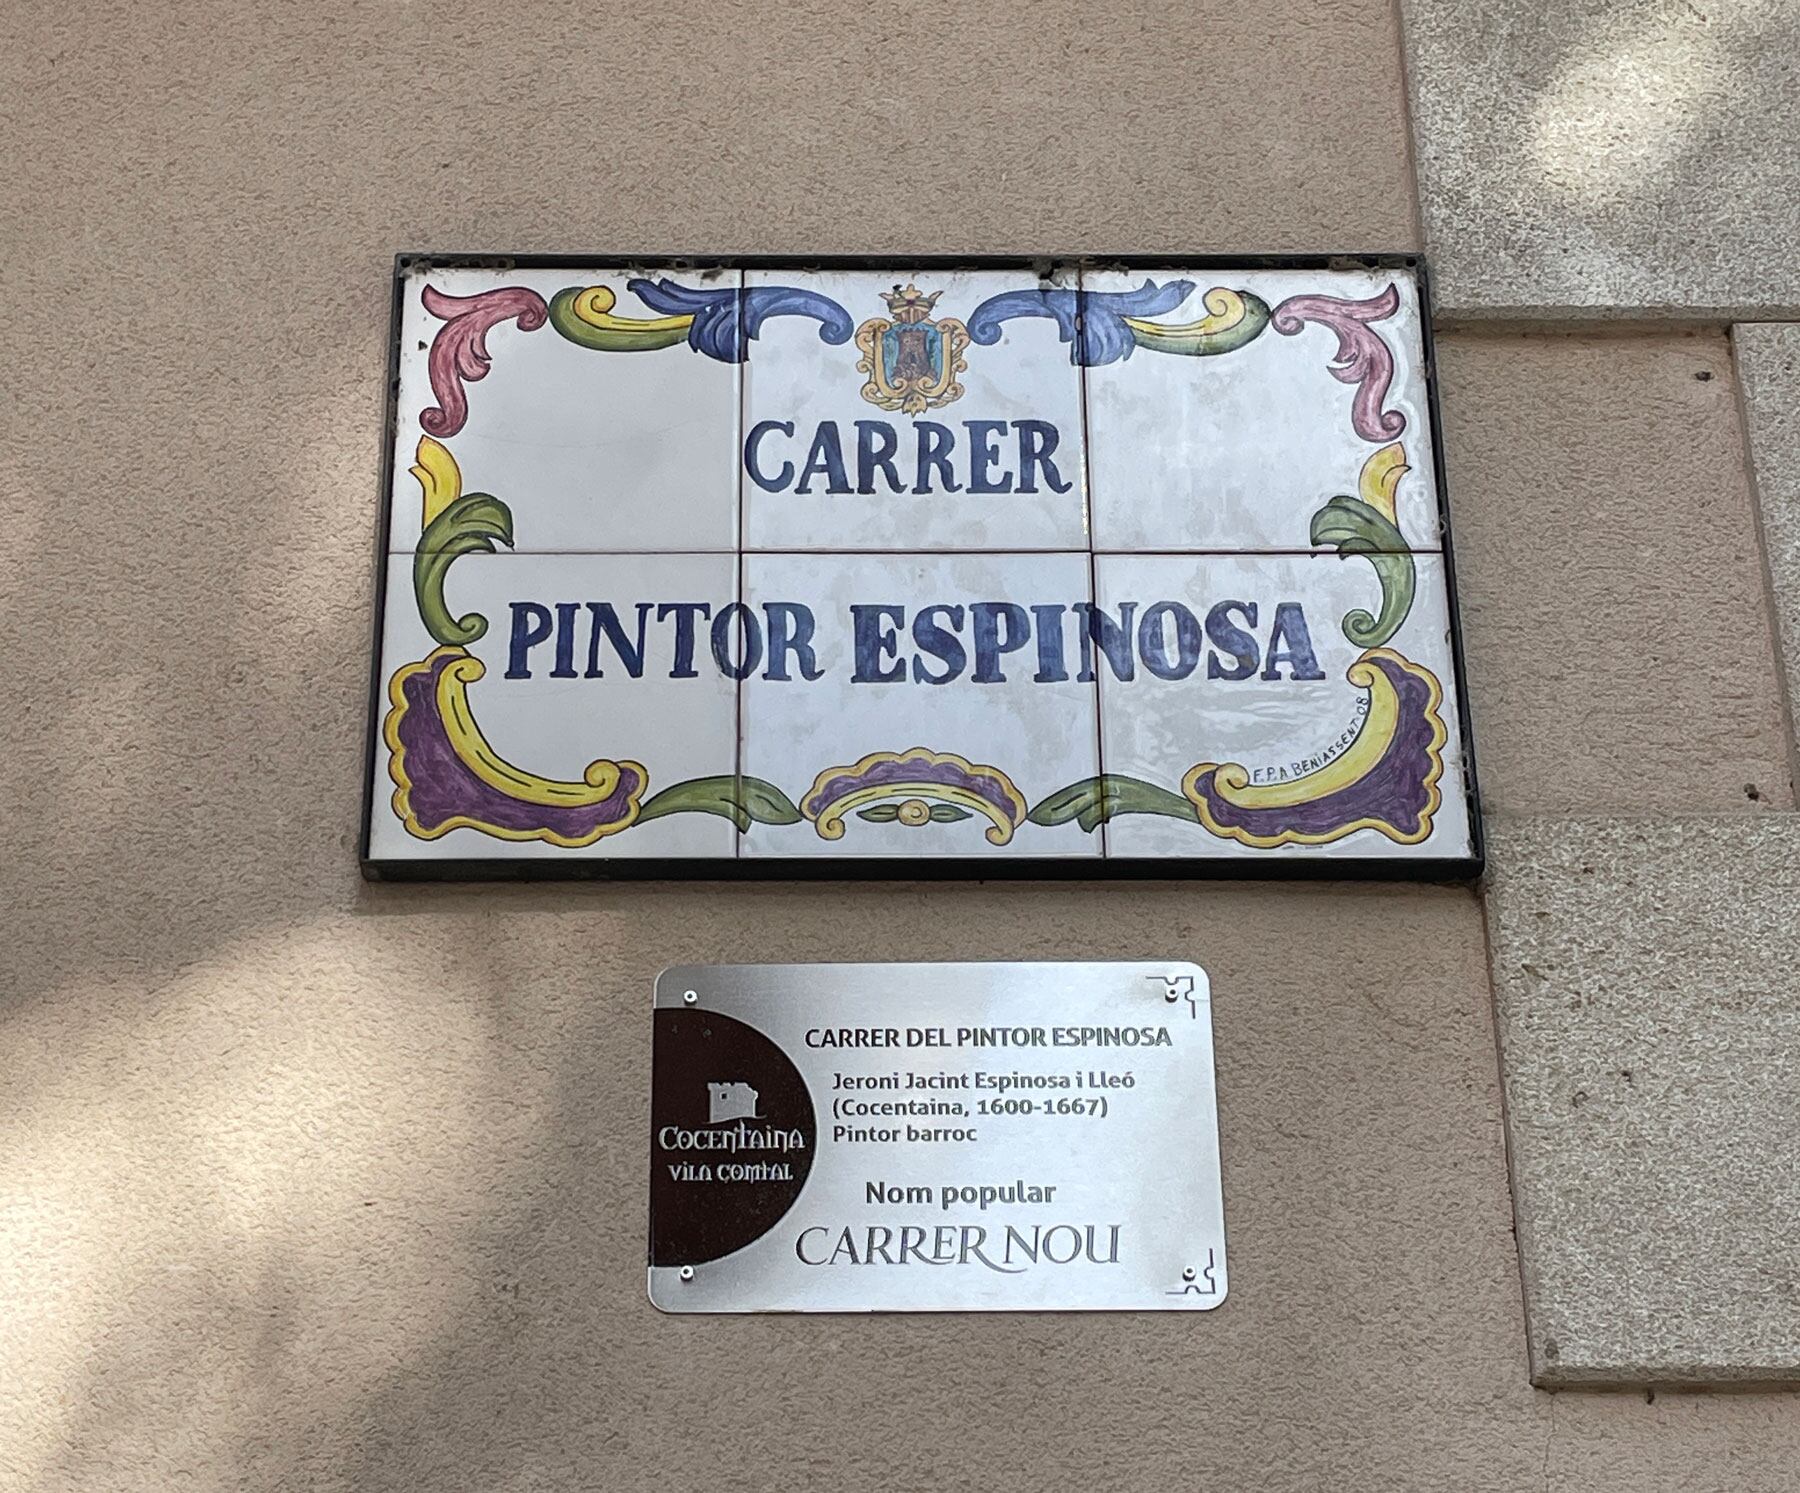 CARRER
PINTOR ESPINOSA
F.P.A BENIASSENT 08
CARRER DEL PINTOR ESPINOSA
Jeroni Jacint Espinosa i Lleó
(Cocentaina, 1600-1667)
Pintor barroc
Cocentaina
Vila Comtal
Nom popular
CARRER NOU